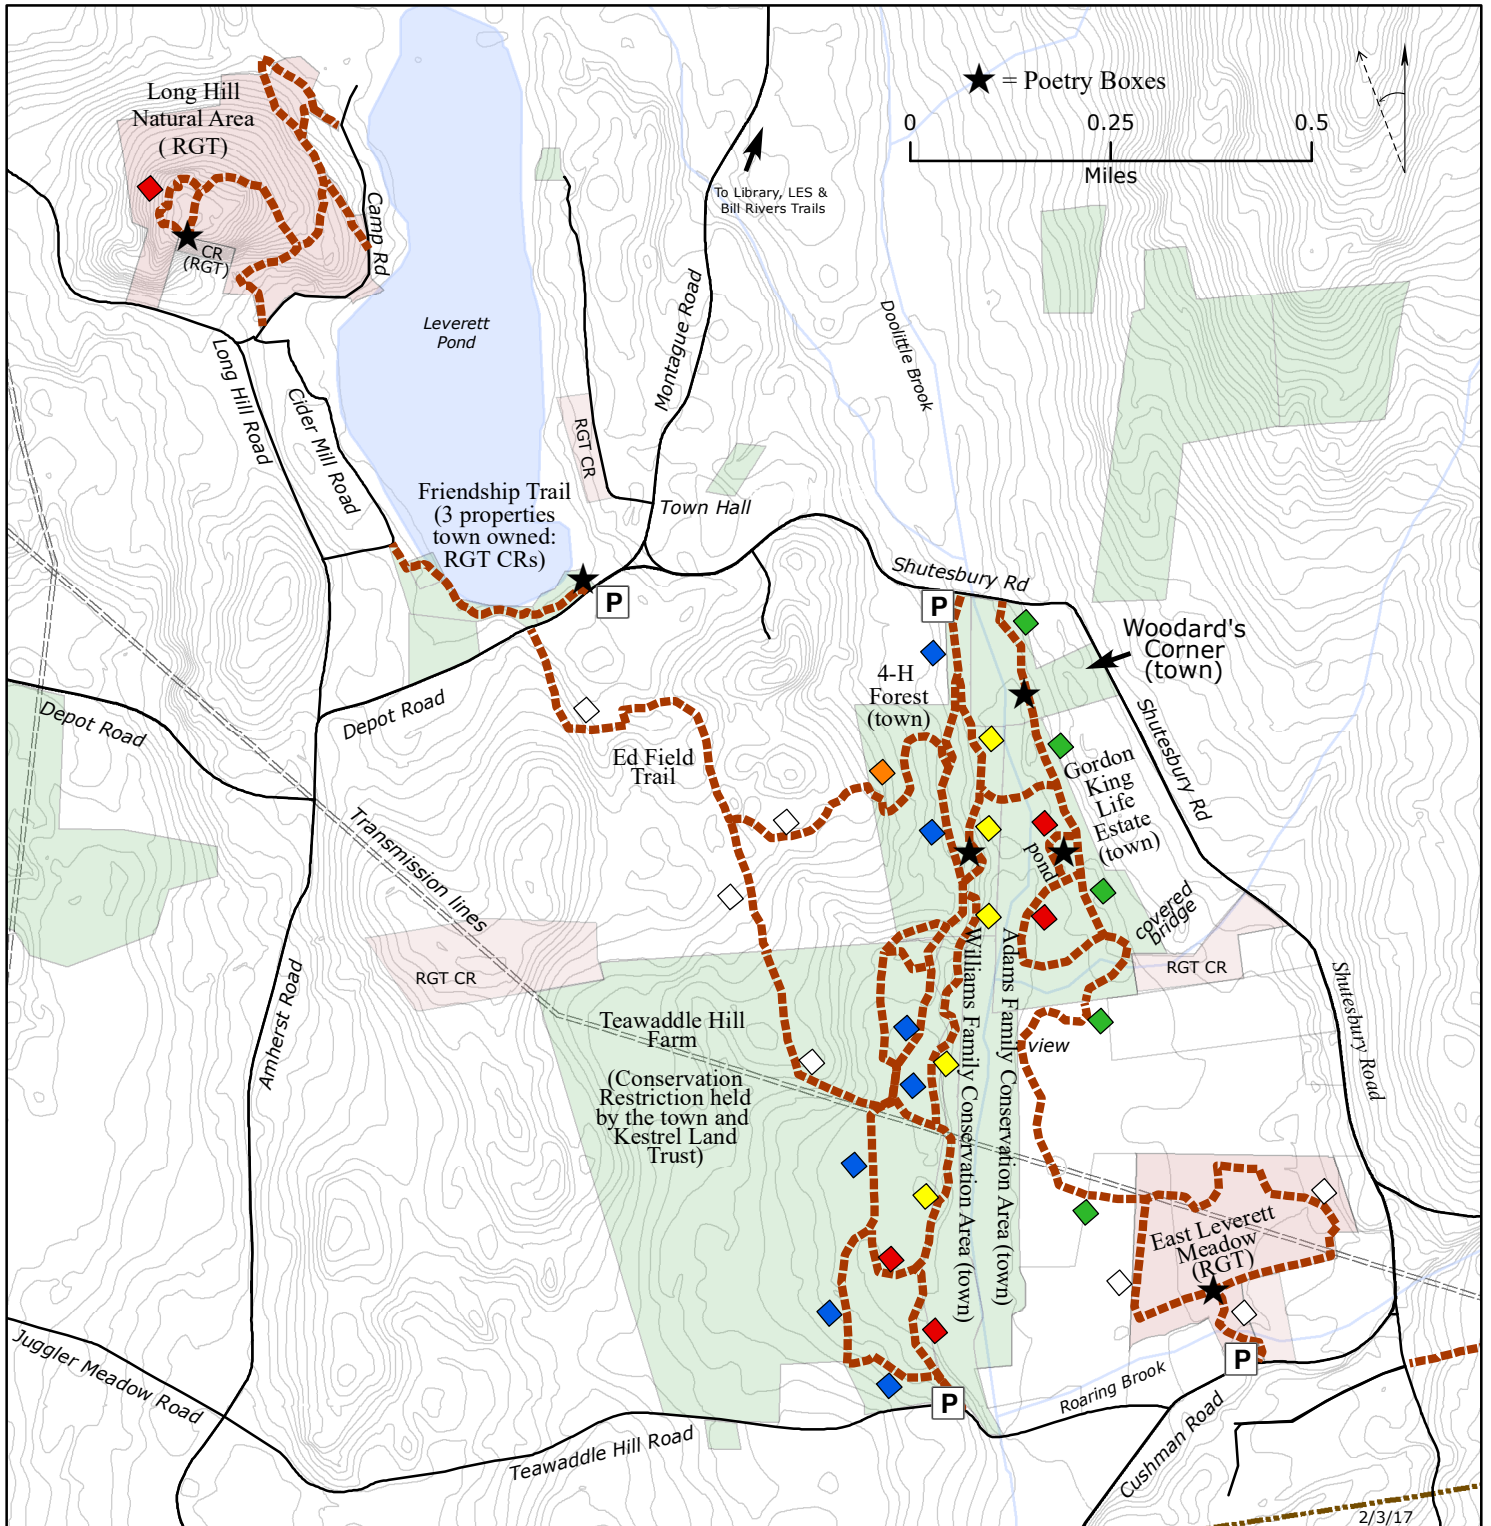 = Poetry Boxes
0 0.25 0.5
Miles
Long Hill
Natural Area
( RGT)
CR
(RGT)
Camp Rd
To Library, LES &
Bill Rivers Trails
Leverett
Pond
Montague Road
Doolittle Brook
Long Hill Road
Cider Mill Road
RGT CR
Friendship Trail
(3 properties
town owned:
RGT CRs)
Town Hall
P
Shutesbury Rd
P
Woodard's
Corner
(town)
4-H
Forest
(town)
Depot Road
Depot Road
Shutesbury Rd
Ed Field
Trail
Gordon
King
Life
Estate
(town)
pond
Transmission lines
covered
bridge
RGT CR
RGT CR
Amherst Road
Shutesbury Road
Williams Family Conservation Area (town)
Adams Family Conservation Area (town)
view
Teawaddle Hill
Farm
(Conservation
Restriction held
by the town and
Kestrel Land
Trust)
East Leverett
Meadow
(RGT)
P
P
Juggler Meadow Road
Roaring Brook
Cushman Road
Teawaddle Hill Road
2/3/17